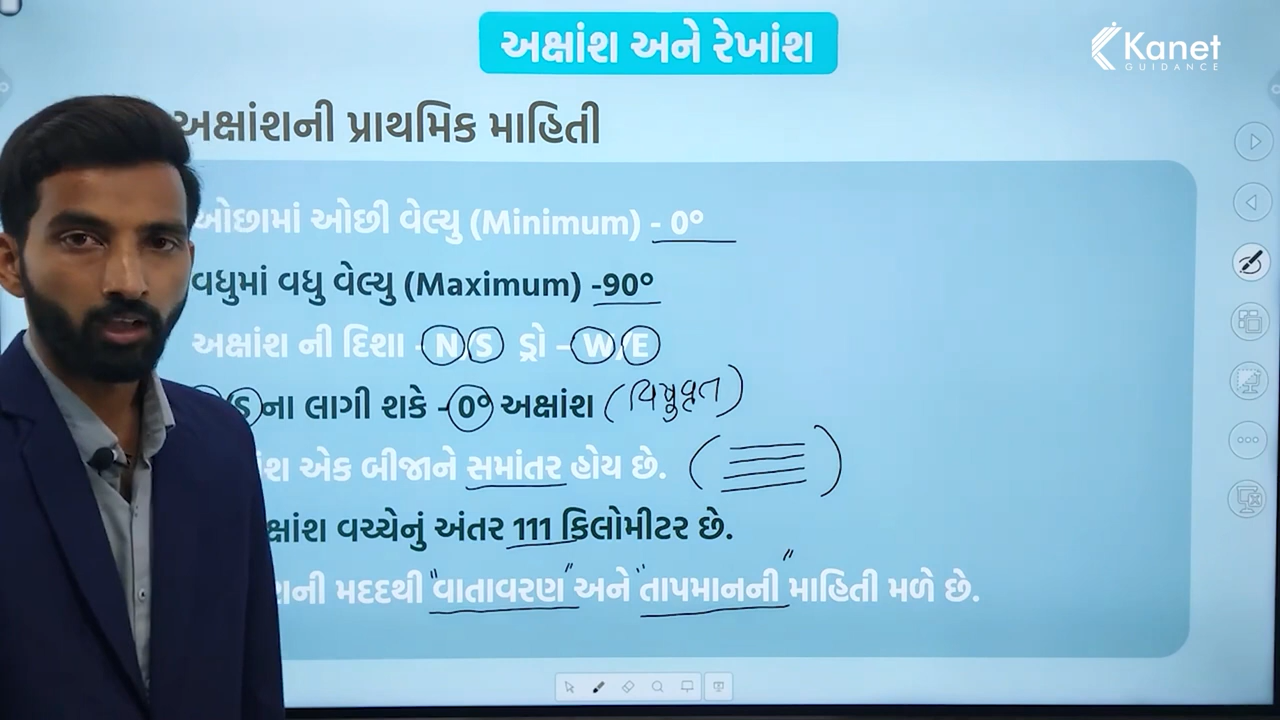 અક્ષાંશ અને રેખાંશ
Kanet
GUIDANCE
અક્ષાંશની પ્રાથમિક માહિતી
ઓછામાં ઓછી વેલ્યુ (Minimum) - 0°
વધુમાં વધુ વેલ્યુ (Maximum) -90°
અક્ષાંશ ની દિશા - N/S ડ્રો – W/E
S ના લાગી શકે - 0° અક્ષાંશ (વિષુવૃત)
એક બીજાને સમાંતર હોય છે.
વચ્ચેનું અંતર 111 કિલોમીટર છે.
મદદથી "વાતાવરણ" અને "તાપમાનની" માહિતી મળે છે.